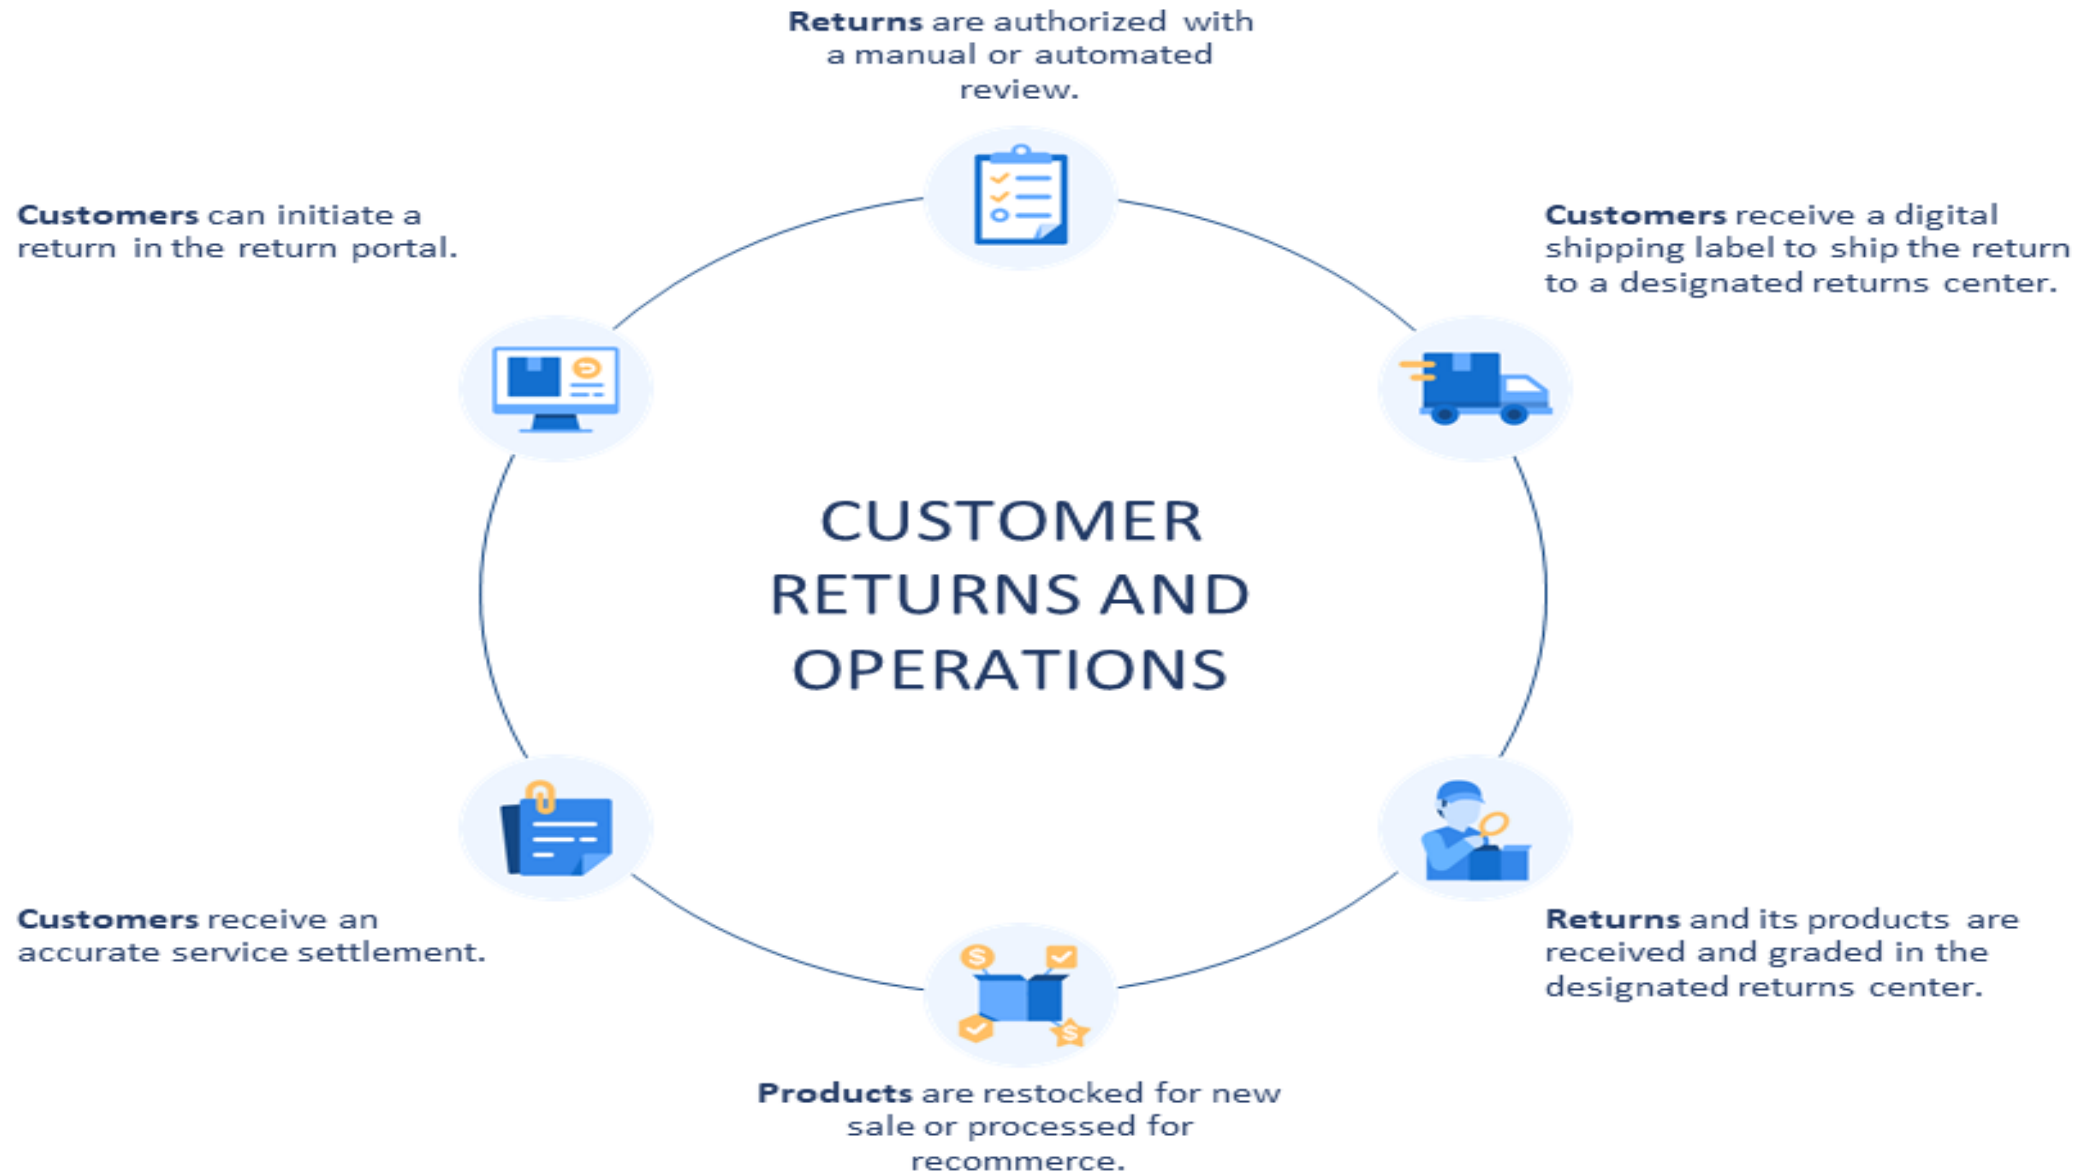 Returns are authorized with
a manual or automated
review.
Customers can initiate a
return in the return portal.
Customers receive a digital
shipping label to ship the return
to a designated returns center.
CUSTOMER
RETURNS AND
OPERATIONS
Customers receive an
accurate service settlement.
Returns and its products are
received and graded in the
designated returns center.
$
$
Products are restocked for new
sale or processed for
recommerce.